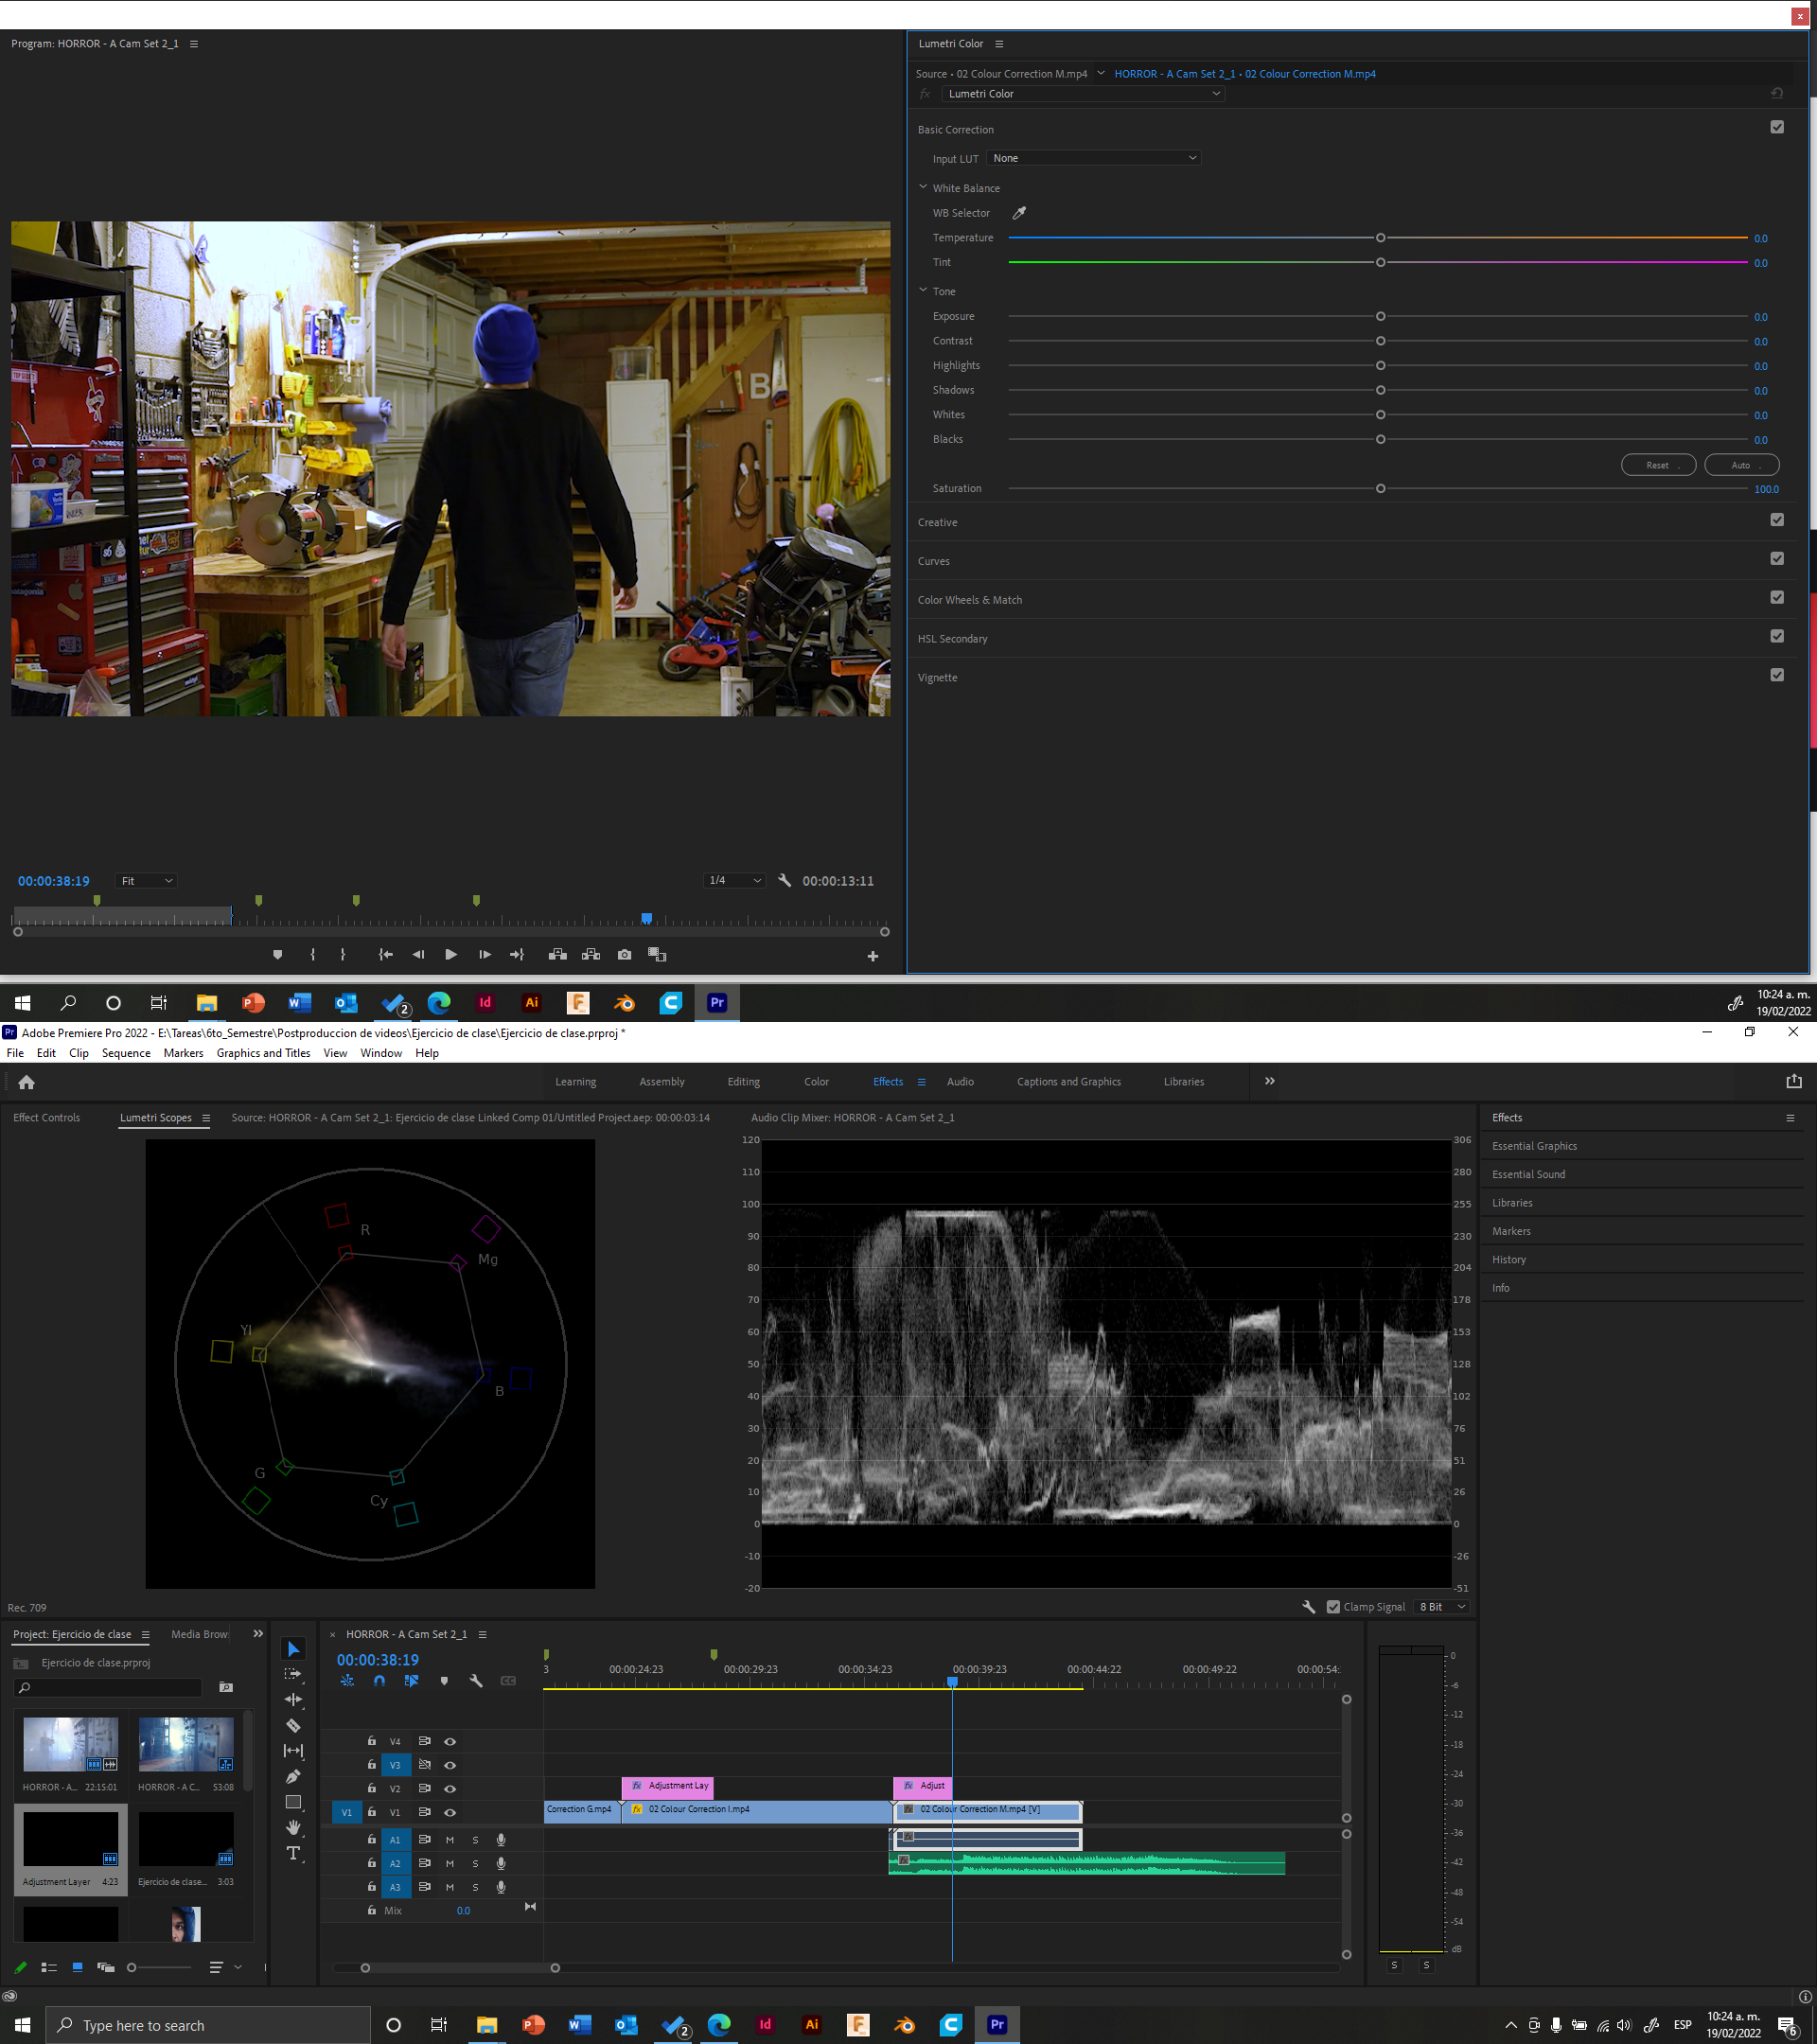 Program: HORROR - A Cam Set 2_1
Lumetri Color
Source • 02 Colour Correction M.mp4
HORROR - A Cam Set 2_1 • 02 Colour Correction M.mp4
fx
Lumetri Color
Basic Correction
Input LUT
None
White Balance
WB Selector
Temperature
0.0
Tint
0.0
Tone
Exposure
0.0
Contrast
0.0
Highlights
0.0
Shadows
0.0
Whites
0.0
Blacks
0.0
Reset
Auto
Saturation
100.0
Creative
Curves
Color Wheels & Match
HSL Secondary
Vignette
B
00:00:38:19
Fit
1/4
00:00:13:11
2
Id
Ai
Pr
10:24 a. m.
19/02/2022
Pr
Adobe Premiere Pro 2022 - E:\Tareas\6to_Semestre\Postproduccion de videos\Ejercicio de clase\Ejercicio de clase.prproj *
File Edit Clip Sequence Markers Graphics and Titles View Window Help
Learning
Assembly
Editing
Color
Effects
Audio
Captions and Graphics
Libraries
Effect Controls
Lumetri Scopes
Source: HORROR - A Cam Set 2_1: Ejercicio de clase Linked Comp 01/Untitled Project.aep: 00:00:03:14
Audio Clip Mixer: HORROR - A Cam Set 2_1
R
Mg
Yl
B
G
Cy
120
110
100
90
80
70
60
50
40
30
20
10
0
-10
-20
306
280
255
230
204
178
153
128
102
76
51
26
0
-26
-51
Rec. 709
Clamp Signal
8 Bit
Effects
Essential Graphics
Essential Sound
Libraries
Markers
History
Info
Project: Ejercicio de clase
Media Brow
Ejercicio de clase.prproj
HORROR - A... 22:15:01
HORROR - A C... 53:08
Adjustment Layer 4:23
Ejercicio de clase... 3:03
HORROR - A Cam Set 2_1
00:00:38:19
3
00:00:24:23
00:00:29:23
00:00:34:23
00:00:39:23
00:00:44:22
00:00:49:22
00:00:54:
V4
V3
V2
fx Adjustment Lay
fx Adjust
V1
V1
Correction G.mp4
fx 02 Colour Correction I.mp4
fx 02 Colour Correction M.mp4 [V]
A1 M S
A2 M S
A3 M S
Mix 0.0
0
-6
-12
-18
-24
-30
-36
-42
-48
-54
dB
S
S
Type here to search
2
Id
Ai
Pr
ESP
10:24 a. m.
19/02/2022
6